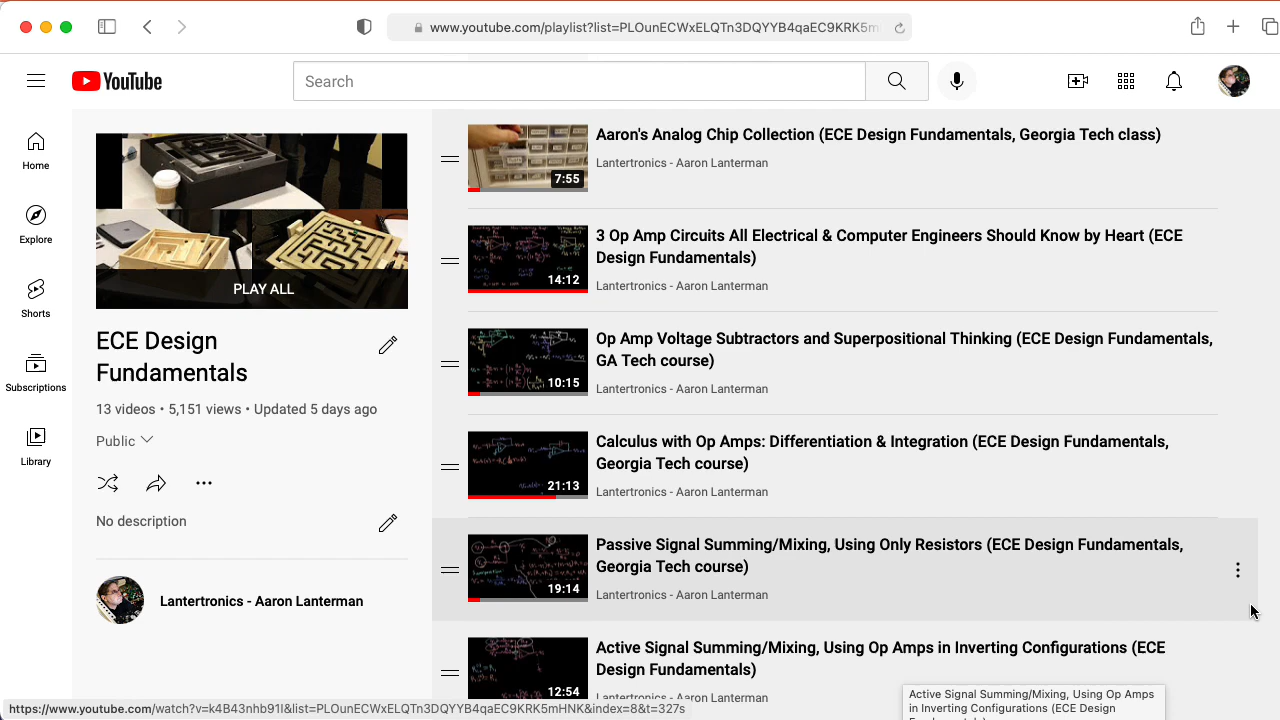 www.youtube.com/playlist?list=PLOunECWxELQTn3DQYYB4qaEC9KRK5m
YouTube
Search
Home
Explore
Shorts
Subscriptions
Library
PLAY ALL
ECE Design
Fundamentals
13 videos • 5,151 views • Updated 5 days ago
Public
No description
Lantertronics - Aaron Lanterman
7:55
Aaron's Analog Chip Collection (ECE Design Fundamentals, Georgia Tech class)
Lantertronics - Aaron Lanterman
14:12
3 Op Amp Circuits All Electrical & Computer Engineers Should Know by Heart (ECE
Design Fundamentals)
Lantertronics - Aaron Lanterman
10:15
Op Amp Voltage Subtractors and Superpositional Thinking (ECE Design Fundamentals,
GA Tech course)
Lantertronics - Aaron Lanterman
21:13
Calculus with Op Amps: Differentiation & Integration (ECE Design Fundamentals,
Georgia Tech course)
Lantertronics - Aaron Lanterman
19:14
Passive Signal Summing/Mixing, Using Only Resistors (ECE Design Fundamentals,
Georgia Tech course)
Lantertronics - Aaron Lanterman
12:54
Active Signal Summing/Mixing, Using Op Amps in Inverting Configurations (ECE
Design Fundamentals)
Lantertronics - Aaron Lanterman
Active Signal Summing/Mixing, Using Op Amps
in Inverting Configurations (ECE Design
https://www.youtube.com/watch?v=k4B43nhb91I&list=PLOunECWxELQTn3DQYYB4qaEC9KRK5mHNK&index=8&t=327s